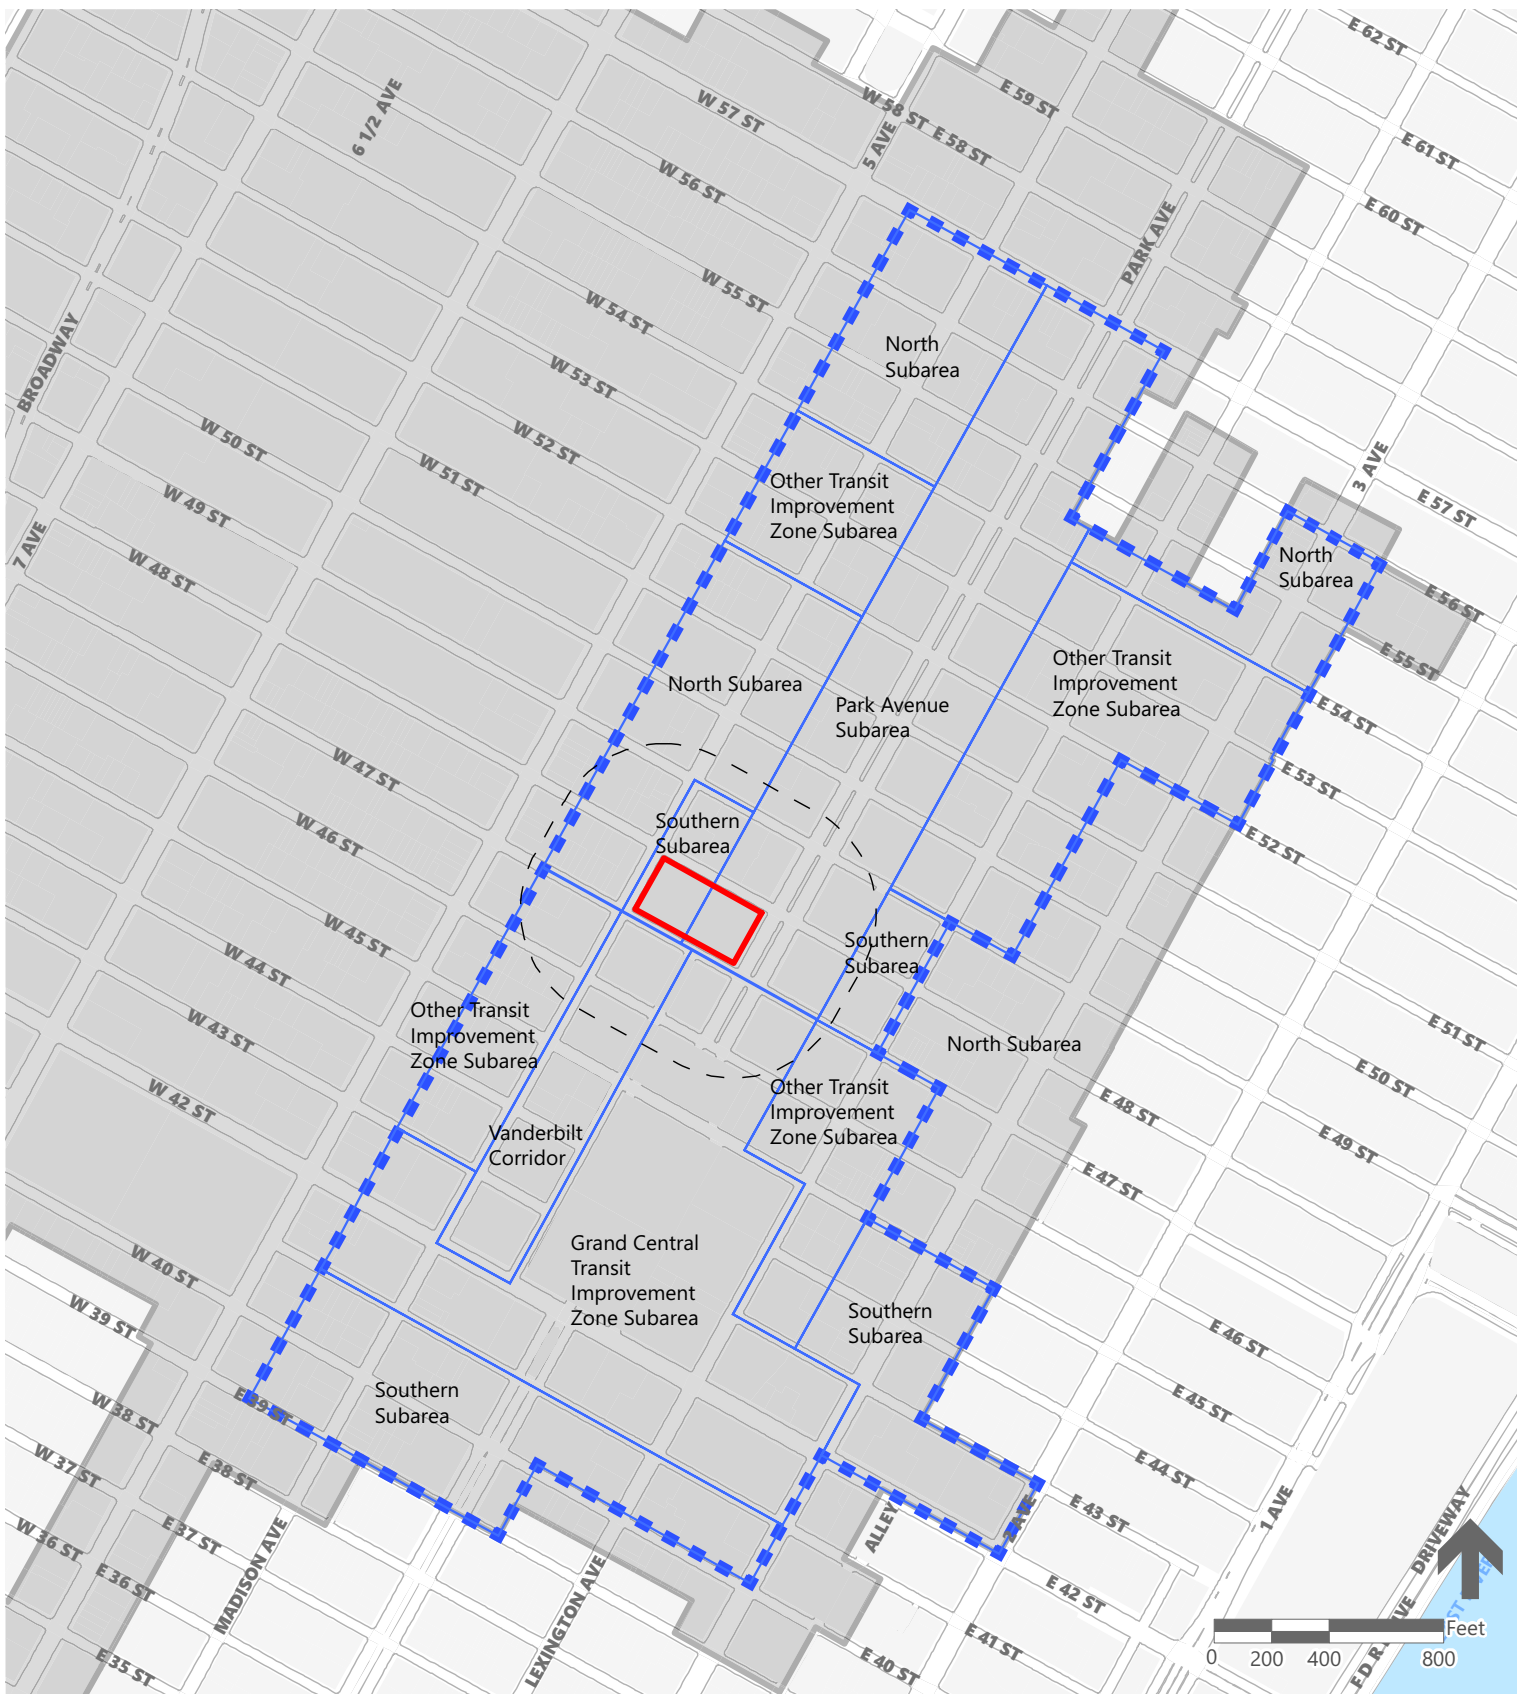 E 62 ST
W 57 ST
W 58 ST
E 59 ST
6 1/2 AVE
5 AVE
E 58 ST
E 61 ST
W 56 ST
E 60 ST
PARK AVE
W 55 ST
W 54 ST
North
Subarea
BROADWAY
W 53 ST
W 50 ST
W 52 ST
W 51 ST
3 AVE
W 49 ST
Other Transit
Improvement
Zone Subarea
E 57 ST
7 AVE
W 48 ST
North
Subarea
E 56 ST
E 55 ST
North Subarea
Other Transit
Improvement
Zone Subarea
Park Avenue
Subarea
E 54 ST
W 47 ST
E 53 ST
W 46 ST
Southern
Subarea
E 52 ST
W 45 ST
W 44 ST
Southern
Subarea
W 43 ST
Other Transit
Improvement
Zone Subarea
North Subarea
E 51 ST
E 50 ST
W 42 ST
Other Transit
Improvement
Zone Subarea
E 48 ST
E 49 ST
Vanderbilt
Corridor
E 47 ST
W 40 ST
Grand Central
Transit
Improvement
Zone Subarea
W 39 ST
Southern
Subarea
E 46 ST
Southern
Subarea
E 39 ST
W 38 ST
E 45 ST
W 37 ST
E 38 ST
E 44 ST
W 36 ST
E 37 ST
MADISON AVE
ALLEY
2 AVE
E 43 ST
1 AVE
DRIVEWAY
E 36 ST
LEXINGTON AVE
E 42 ST
E 35 ST
E 41 ST
E 40 ST
Feet
0 200 400 800